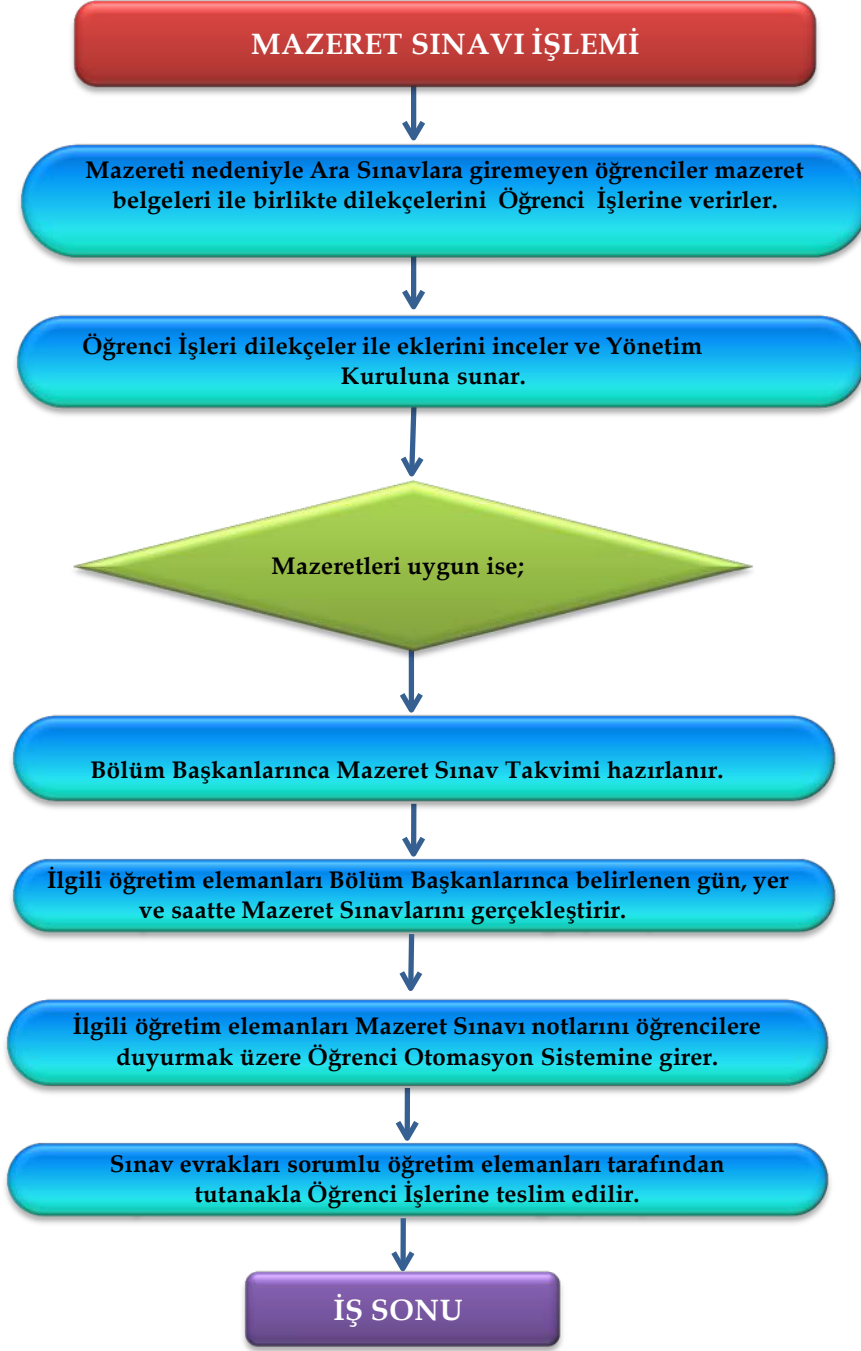 MAZERET SINAVI İŞLEMİ
Mazereti nedeniyle Ara Sınavlara giremeyen öğrenciler mazeret
belgeleri ile birlikte dilekçelerini Öğrenci İşlerine verirler.
Öğrenci İşleri dilekçeler ile eklerini inceler ve Yönetim
Kuruluna sunar.
Mazeretleri uygun ise;
Bölüm Başkanlarınca Mazeret Sınav Takvimi hazırlanır.
İlgili öğretim elemanları Bölüm Başkanlarınca belirlenen gün, yer
ve saatte Mazeret Sınavlarını gerçekleştirir.
İlgili öğretim elemanları Mazeret Sınavı notlarını öğrencilere
duyurmak üzere Öğrenci Otomasyon Sistemine girer.
Sınav evrakları sorumlu öğretim elemanları tarafından
tutanakla Öğrenci İşlerine teslim edilir.
İŞ SONU